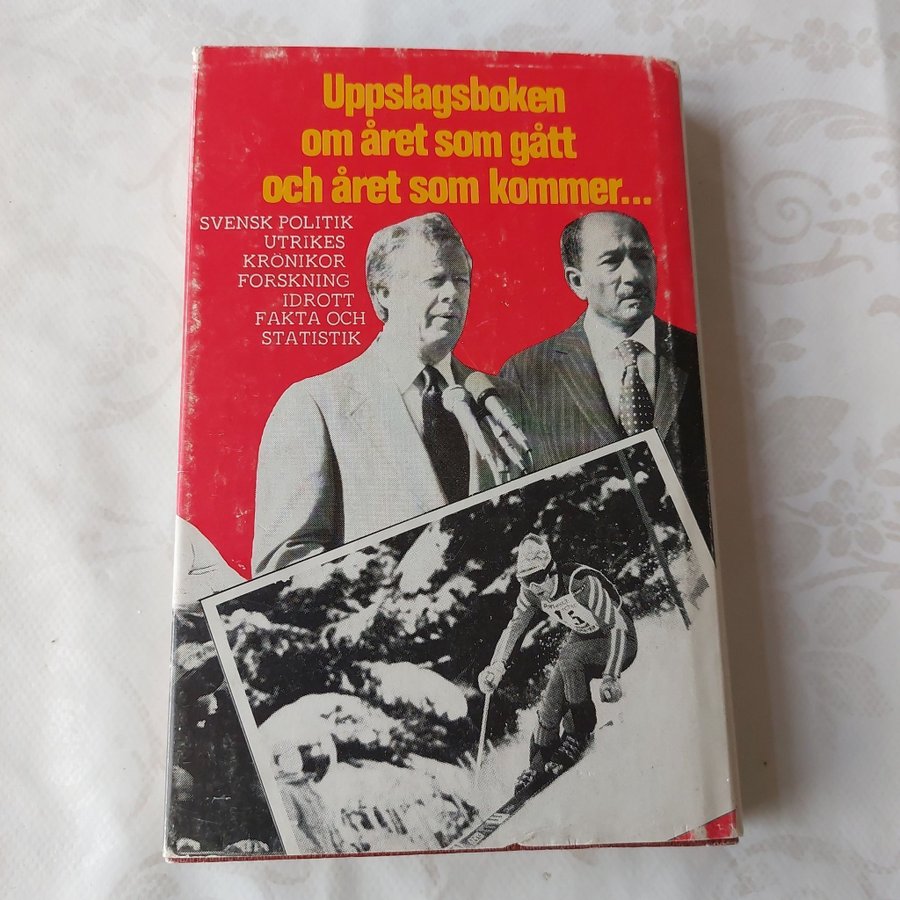 Uppslagsboken
om året som gått
och året som kommer...
SVENSK POLITIK
UTRIKES
KRÖNIKOR
FORSKNING
IDROTT
FAKTA OCH
STATISTIK